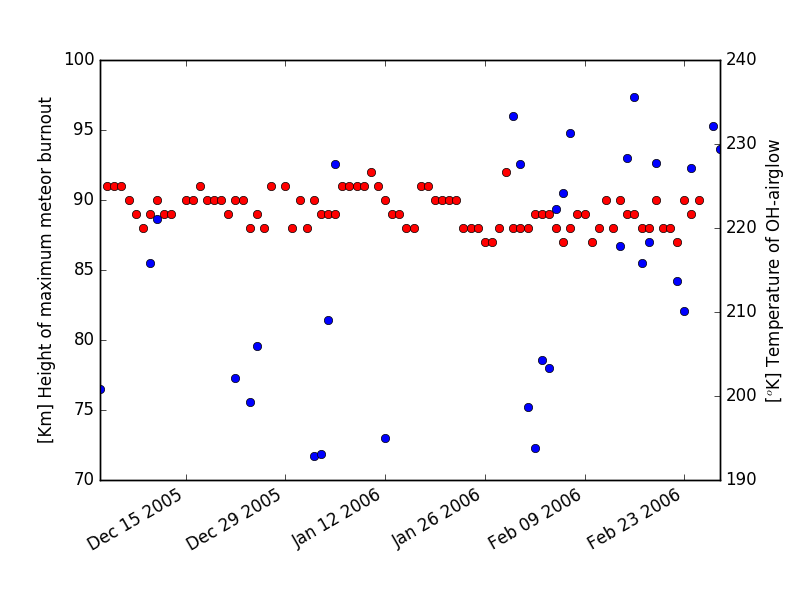 100
95
90
85
80
75
70
[Km] Height of maximum meteor burnout
240
230
220
210
200
190
[°K] Temperature of OH-airglow
Dec 15 2005
Dec 29 2005
Jan 12 2006
Jan 26 2006
Feb 09 2006
Feb 23 2006